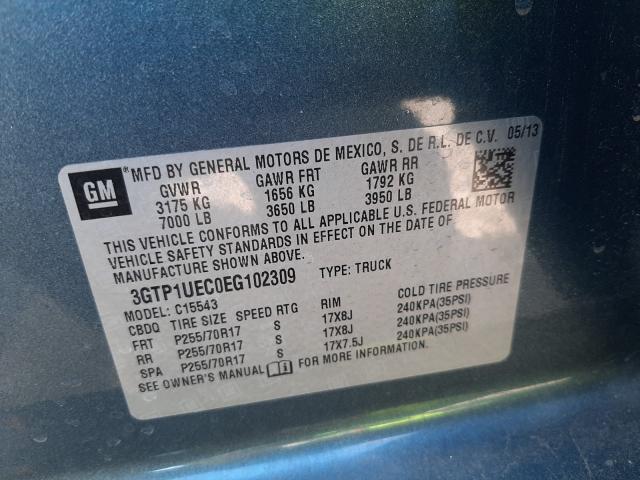 GM
® MFD BY GENERAL MOTORS DE MEXICO, S. DE R.L. DE C.V. 05/13
GVWR GAWR FRT GAWR RR
3175 KG 1656 KG 1792 KG
7000 LB 3650 LB 3950 LB
THIS VEHICLE CONFORMS TO ALL APPLICABLE U.S. FEDERAL MOTOR
VEHICLE SAFETY STANDARDS IN EFFECT ON THE DATE OF
MANUFACTURE SHOWN ABOVE.
3GTP1UEC0EG102309 TYPE: TRUCK
MODEL: C15543
CBDQ TIRE SIZE SPEED RTG RIM COLD TIRE PRESSURE
FRT P255/70R17 S 17X8J 240KPA(35PSI)
RR P255/70R17 S 17X8J 240KPA(35PSI)
SPA P255/70R17 S 17X7.5J 240KPA(35PSI)
SEE OWNER'S MANUAL FOR MORE INFORMATION.